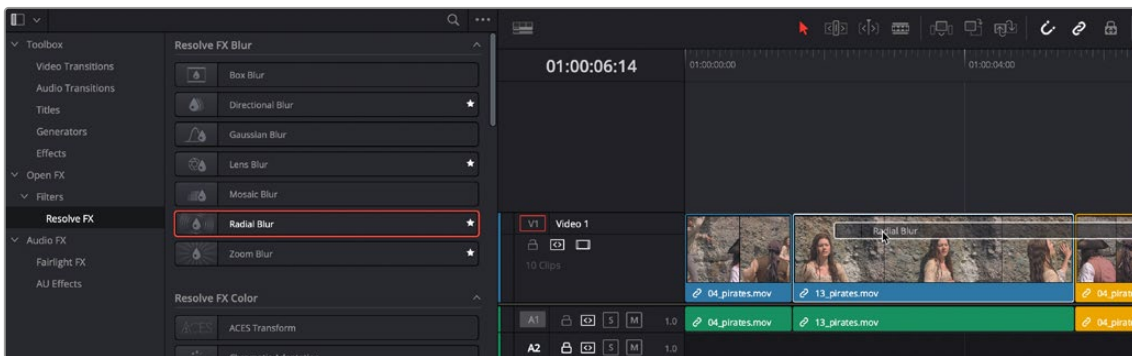 Toolbox
Video Transitions
Audio Transitions
Titles
Generators
Effects
Open FX
Filters
Resolve FX
Audio FX
Fairlight FX
AU Effects
Resolve FX Blur
Box Blur
Directional Blur
Gaussian Blur
Lens Blur
Mosaic Blur
Radial Blur
Zoom Blur
Resolve FX Color
ACES
ACES Transform
01:00:06:14
01:00:00:00
01:00:04:00
V1 Video 1
10 Clips
Radial Blur
04_pirates.mov
13_pirates.mov
04_pirat
A1 S M 1.0
04_pirates.mov
13_pirates.mov
04_pirat
A2 S M 1.0